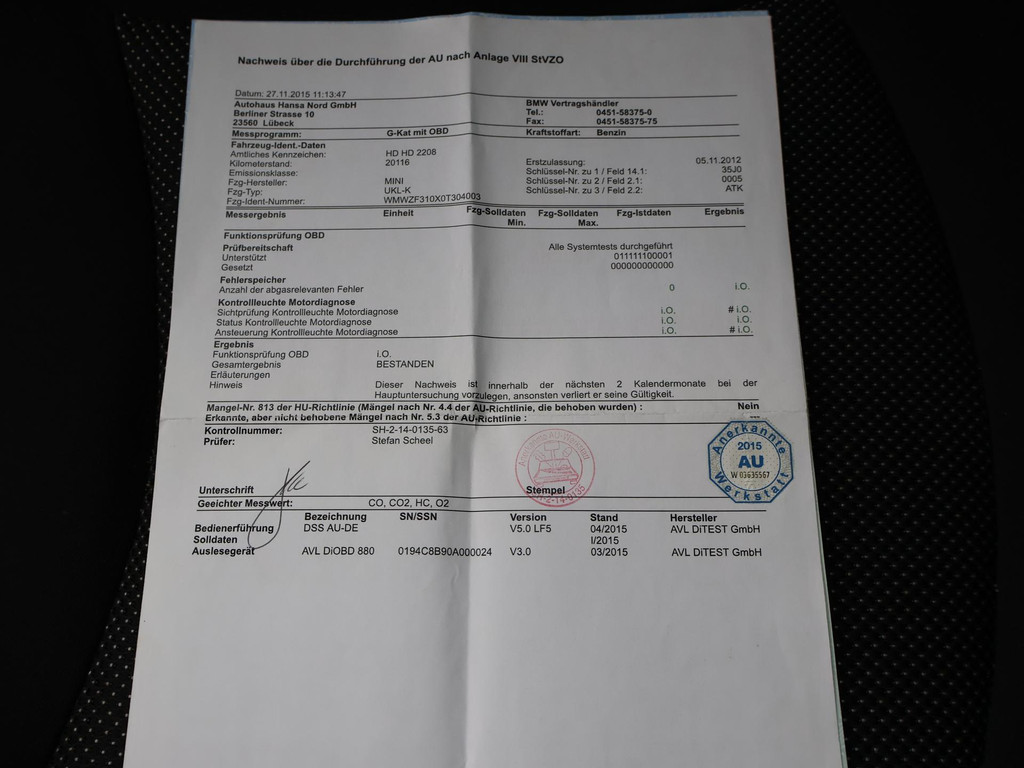 Nachweis über die Durchführung der AU nach Anlage VIII StVZO
Datum: 27.11.2015 11:13:47
Autohaus Hansa Nord GmbH BMW Vertragshändler
Berliner Strasse 10 Tel.: 0451-58375-0
23560 Lübeck Fax: 0451-58375-75
Messprogramm: G-Kat mit OBD Kraftstoffart: Benzin
Fahrzeug-Ident.-Daten
Amtliches Kennzeichen: HD HD 2208
Kilometerstand: 20116 Erstzulassung: 05.11.2012
Emissionsklasse: Schlüssel-Nr. zu 1 / Feld 14.1: 35J0
Fzg-Hersteller: MINI Schlüssel-Nr. zu 2 / Feld 2.1: 0005
Fzg-Typ: UKL-K Schlüssel-Nr. zu 3 / Feld 2.2: ATK
Fzg-Ident-Nummer: WMWZF310X0T304003
Messergebnis Einheit Fzg-Solldaten Fzg-Solldaten Fzg-Istdaten Ergebnis
Min. Max.
Funktionsprüfung OBD
Prüfbereitschaft Alle Systemtests durchgeführt
Unterstützt 011111100001
Gesetzt 000000000000
Fehlerspeicher
Anzahl der abgasrelevanten Fehler 0 i.O.
Kontrollleuchte Motordiagnose
Sichtprüfung Kontrollleuchte Motordiagnose i.O. # i.O.
Status Kontrollleuchte Motordiagnose i.O. i.O.
Ansteuerung Kontrollleuchte Motordiagnose i.O. # i.O.
Ergebnis
Funktionsprüfung OBD i.O.
Gesamtergebnis BESTANDEN
Erläuterungen
Hinweis Dieser Nachweis ist innerhalb der nächsten 2 Kalendermonate bei der
Hauptuntersuchung vorzulegen, ansonsten verliert er seine Gültigkeit.
Mangel-Nr. 813 der HU-Richtlinie (Mängel nach Nr. 4.4 der AU-Richtlinie, die behoben wurden) : Nein
Erkannte, aber nicht behobene Mängel nach Nr. 5.3 der AU-Richtlinie : ---
Kontrollnummer: SH-2-14-0135-63
Prüfer: Stefan Scheel
Anerkannte
2015
AU
W 03635567
Werkstatt
Unterschrift Stempel
Geeichter Messwert: CO, CO2, HC, O2
Bezeichnung SN/SSN Version Stand Hersteller
Bedienerführung DSS AU-DE V5.0 LF5 04/2015 AVL DiTEST GmbH
Solldaten I/2015
Auslesegerät AVL DiOBD 880 0194C8B90A000024 V3.0 03/2015 AVL DiTEST GmbH